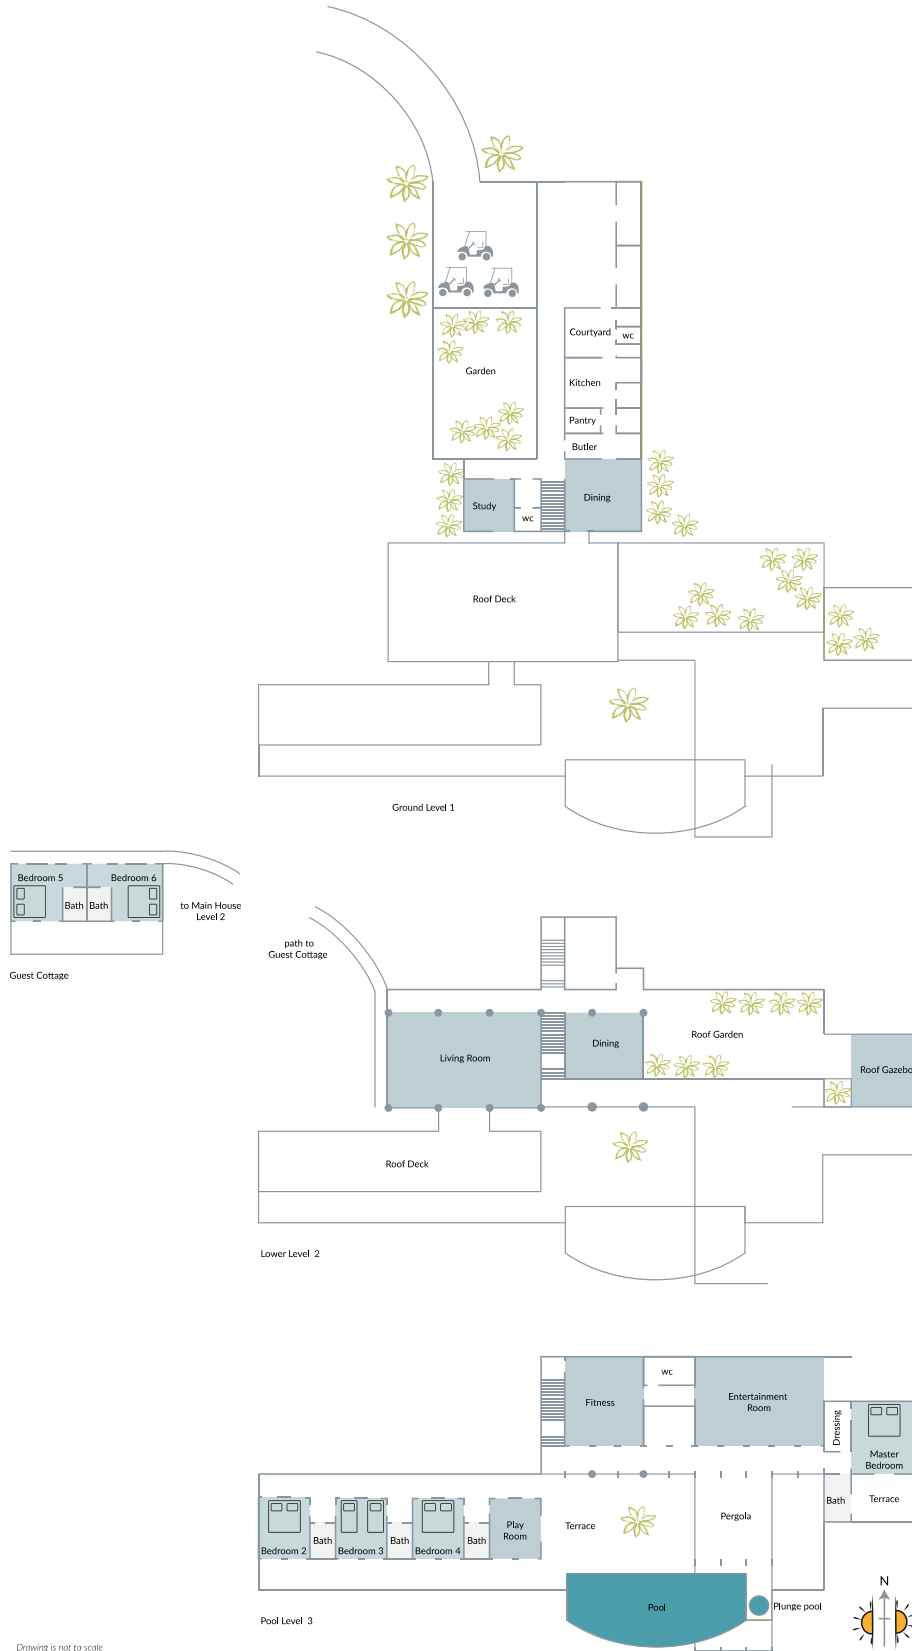 Courtyard
wc
Kitchen
Garden
Pantry
Butler
Dining
Study
wc
Roof Deck
Ground Level 1
Bedroom 5
Bedroom 6
Bath
Bath
to Main House
Level 2
Guest Cottage
path to
Guest Cottage
Roof Garden
Living Room
Dining
Roof Gazebo
Roof Deck
Lower Level 2
wc
Fitness
Entertainment
Room
Dressing
Master
Bedroom
Bath
Terrace
Play
Room
Terrace
Pergola
Bath
Bath
Bath
Bedroom 2
Bedroom 3
Bedroom 4
N
Pool
Plunge pool
Pool Level 3
Drawing is not to scale